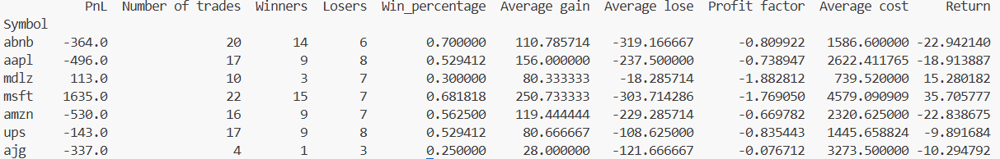 PnL Number of trades Winners Losers Win_percentage Average gain Average lose Profit factor Average cost Return
Symbol
abnb -364.0 20 14 6 0.700000 110.785714 -319.166667 -0.809922 1586.600000 -22.942140
aapl -496.0 17 9 8 0.529412 156.000000 -237.500000 -0.738947 2622.411765 -18.913887
mdlz 113.0 10 3 7 0.300000 80.333333 -18.285714 -1.882812 739.520000 15.280182
msft 1635.0 22 15 7 0.681818 250.733333 -303.714286 -1.769050 4579.090909 35.705777
amzn -530.0 16 9 7 0.562500 119.444444 -229.285714 -0.669782 2320.625000 -22.838675
ups -143.0 17 9 8 0.529412 80.666667 -108.625000 -0.835443 1445.658824 -9.891684
ajg -337.0 4 1 3 0.250000 28.000000 -121.666667 -0.076712 3273.500000 -10.294792